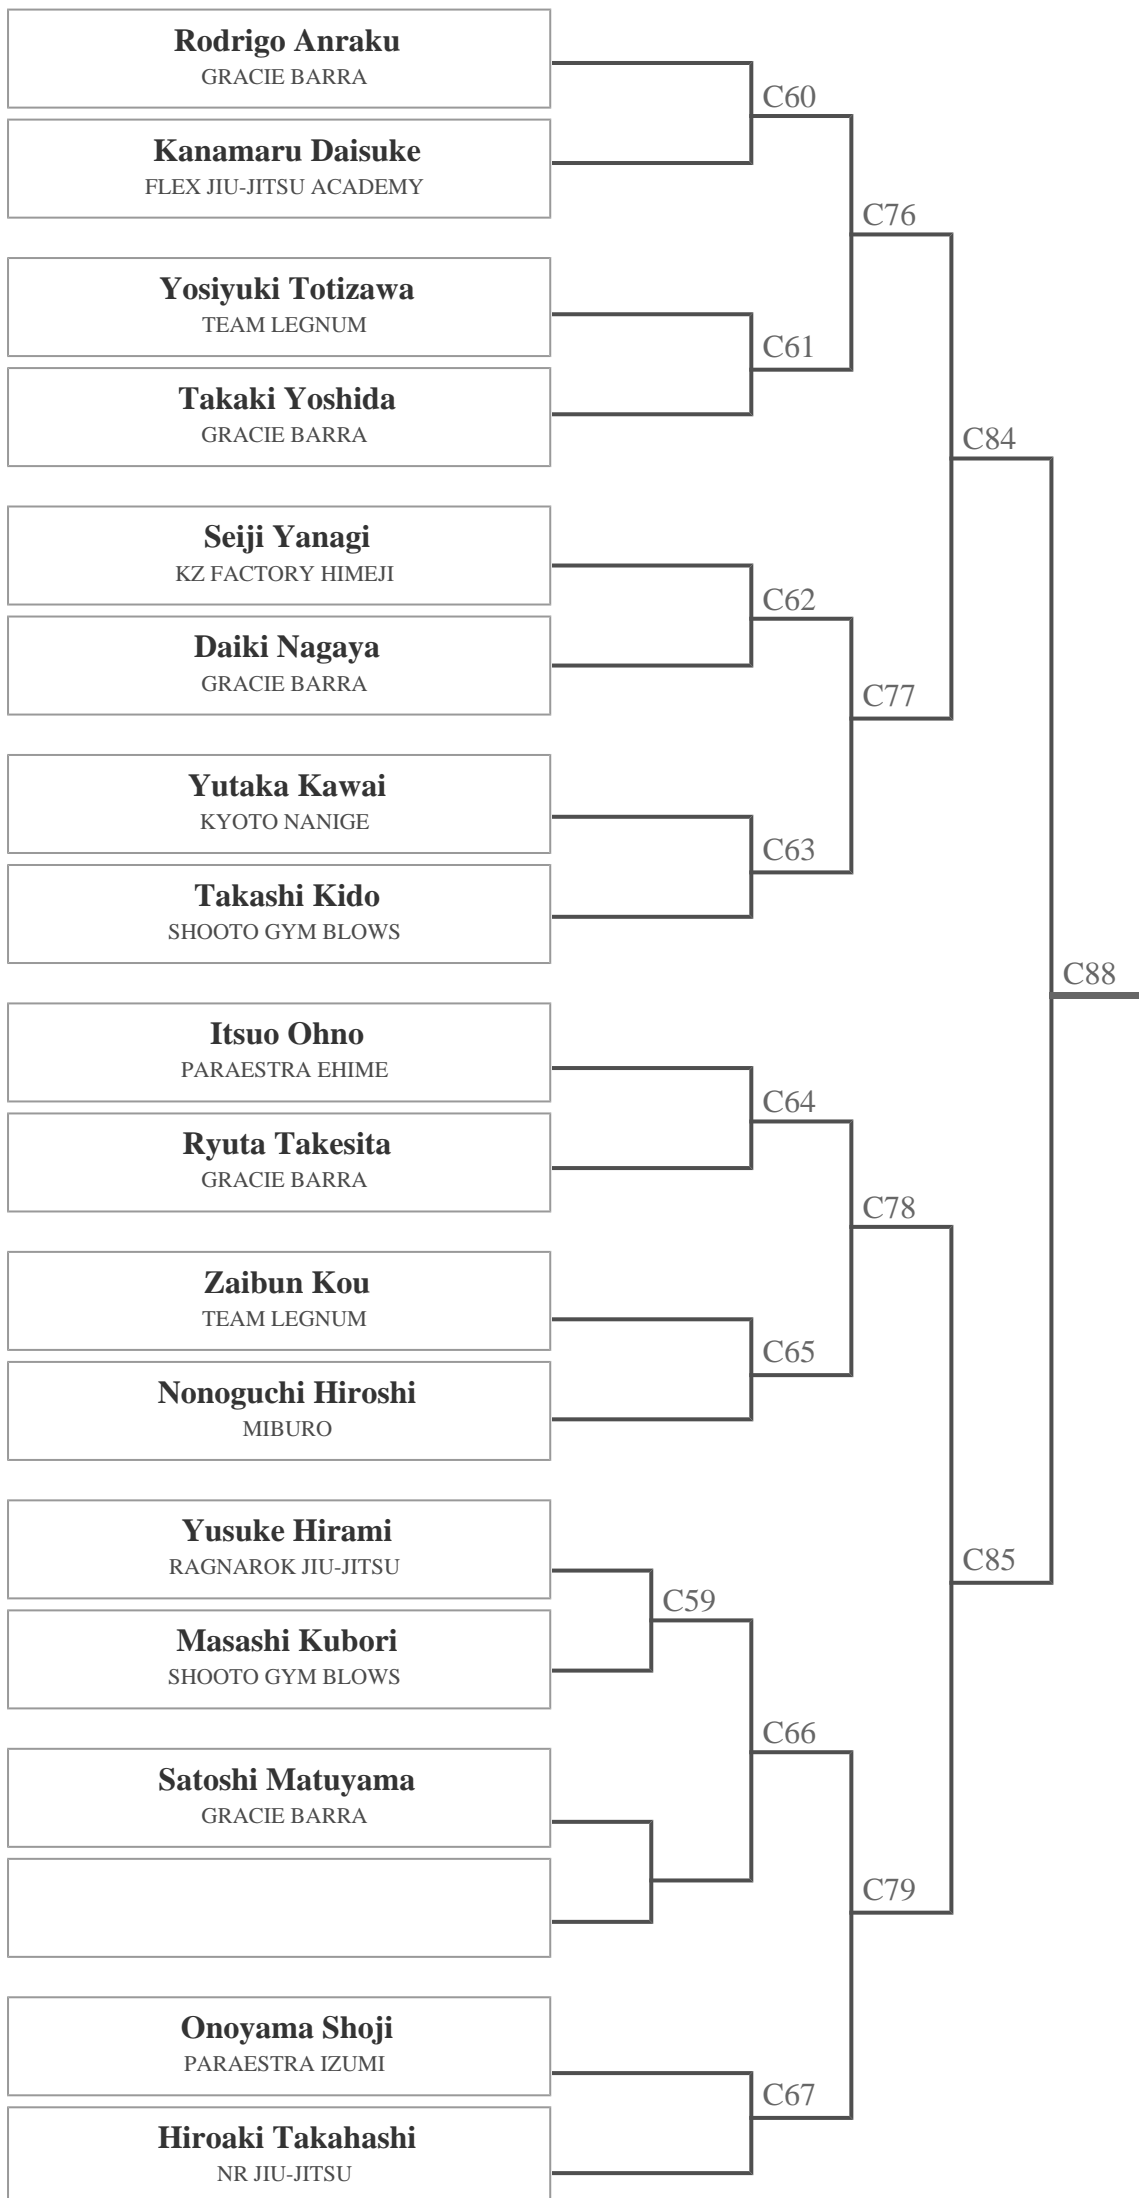 Rodrigo Anraku
GRACIE BARRA
C60
Kanamaru Daisuke
FLEX JIU-JITSU ACADEMY
C76
Yosiyuki Totizawa
TEAM LEGNUM
C61
Takaki Yoshida
GRACIE BARRA
C84
Seiji Yanagi
KZ FACTORY HIMEJI
C62
Daiki Nagaya
GRACIE BARRA
C77
Yutaka Kawai
KYOTO NANIGE
C63
Takashi Kido
SHOOTO GYM BLOWS
C88
Itsuo Ohno
PARAESTRA EHIME
C64
Ryuta Takesita
GRACIE BARRA
C78
Zaibun Kou
TEAM LEGNUM
C65
Nonoguchi Hiroshi
MIBURO
Yusuke Hirami
RAGNAROK JIU-JITSU
C85
C59
Masashi Kubori
SHOOTO GYM BLOWS
C66
Satoshi Matuyama
GRACIE BARRA
C79
Onoyama Shoji
PARAESTRA IZUMI
C67
Hiroaki Takahashi
NR JIU-JITSU